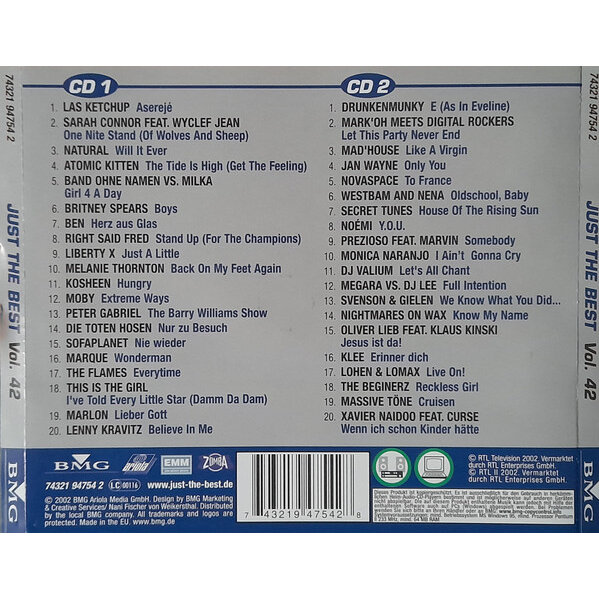 74321 94754 2
JUST THE BEST Vol. 42
BMG
CD 1
1. LAS KETCHUP Aserejé
2. SARAH CONNOR FEAT. WYCLEF JEAN
One Nite Stand (Of Wolves And Sheep)
3. NATURAL Will It Ever
4. ATOMIC KITTEN The Tide Is High (Get The Feeling)
5. BAND OHNE NAMEN VS. MILKA
Girl 4 A Day
6. BRITNEY SPEARS Boys
7. BEN Herz aus Glas
8. RIGHT SAID FRED Stand Up (For The Champions)
9. LIBERTY X Just A Little
10. MELANIE THORNTON Back On My Feet Again
11. KOSHEEN Hungry
12. MOBY Extreme Ways
13. PETER GABRIEL The Barry Williams Show
14. DIE TOTEN HOSEN Nur zu Besuch
15. SOFAPLANET Nie wieder
16. MARQUE Wonderman
17. THE FLAMES Everytime
18. THIS IS THE GIRL
I've Told Every Little Star (Damm Da Dam)
19. MARLON Lieber Gott
20. LENNY KRAVITZ Believe In Me
CD 2
1. DRUNKENMUNKY E (As In Eveline)
2. MARK'OH MEETS DIGITAL ROCKERS
Let This Party Never End
3. MAD'HOUSE Like A Virgin
4. JAN WAYNE Only You
5. NOVASPACE To France
6. WESTBAM AND NENA Oldschool, Baby
7. SECRET TUNES House Of The Rising Sun
8. NOÉMI Y.O.U.
9. PREZIOSO FEAT. MARVIN Somebody
10. MONICA NARANJO I Ain't Gonna Cry
11. DJ VALIUM Let's All Chant
12. MEGARA VS. DJ LEE Full Intention
13. SVENSON & GIELEN We Know What You Did...
14. NIGHTMARES ON WAX Know My Name
15. OLIVER LIEB FEAT. KLAUS KINSKI
Jesus ist da!
16. KLEE Erinner dich
17. LOHEN & LOMAX Live On!
18. THE BEGINERZ Reckless Girl
19. MASSIVE TÖNE Cruisen
20. XAVIER NAIDOO FEAT. CURSE
Wenn ich schon Kinder hätte
BMG ariola EMM ZOMBA
74321 94754 2 LC 00116 www.just-the-best.de
© 2002 BMG Ariola Media GmbH. Design by BMG Marketing
& Creative Services/ Nani Fischer von Weikersthal. Distributed
by the local BMG company. All trademarks and logos are
protected. Made in the EU. www.bmg.de
7 43219 47542 8
© RTL Television 2002. Vermarktet
durch RTL Enterprises GmbH.
© RTL II 2002. Vermarktet
durch RTL Enterprises GmbH.
74321 94754 2
JUST THE BEST Vol. 42
BMG